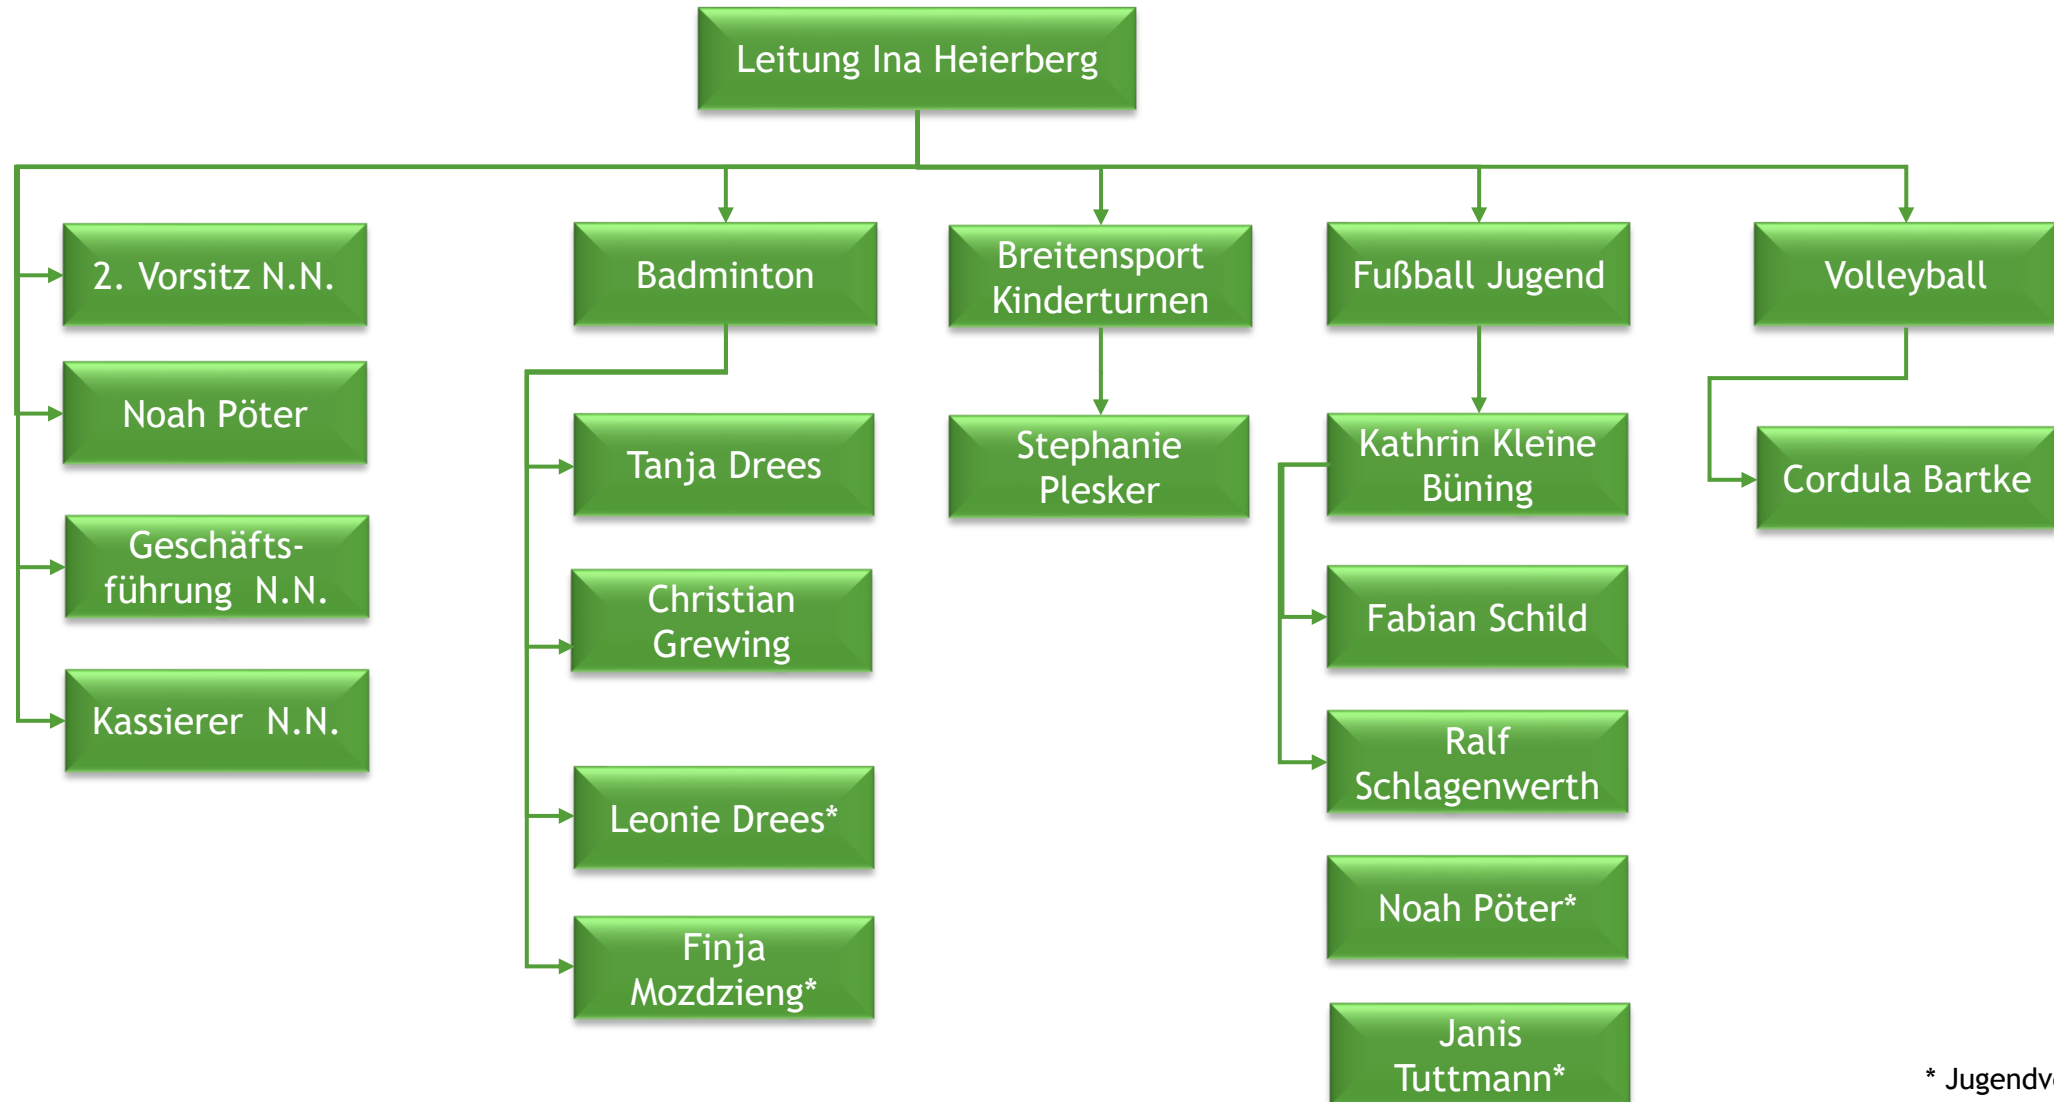 Leitung Ina Heierberg
2. Vorsitz N.N.
Noah Pöter
Geschäfts-
führung N.N.
Kassierer N.N.
Badminton
Tanja Drees
Christian
Grewing
Leonie Drees*
Finja
Mozdzieng*
Breitensport
Kinderturnen
Stephanie
Plesker
Fußball Jugend
Kathrin Kleine
Büning
Fabian Schild
Ralf
Schlagenwerth
Noah Pöter*
Janis
Tuttmann*
Volleyball
Cordula Bartke
*